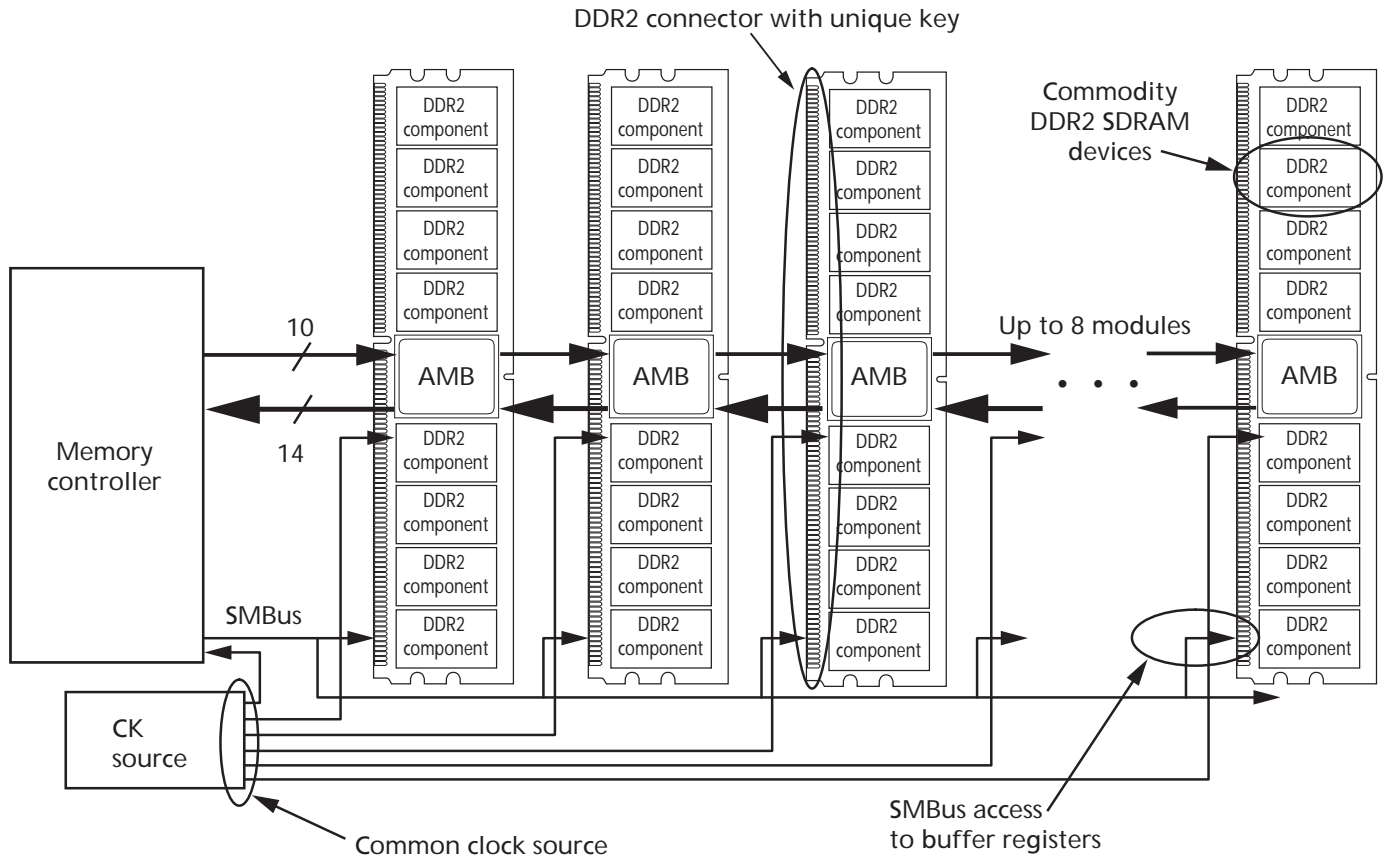 DDR2 connector with unique key
Commodity
DDR2 SDRAM
devices
DDR2
component
DDR2
component
DDR2
component
DDR2
component
AMB
DDR2
component
DDR2
component
DDR2
component
DDR2
component
DDR2
component
DDR2
component
DDR2
component
DDR2
component
AMB
DDR2
component
DDR2
component
DDR2
component
DDR2
component
DDR2
component
DDR2
component
DDR2
component
DDR2
component
AMB
DDR2
component
DDR2
component
DDR2
component
DDR2
component
DDR2
component
DDR2
component
DDR2
component
DDR2
component
AMB
DDR2
component
DDR2
component
DDR2
component
DDR2
component
Up to 8 modules
10
14
Memory
controller
SMBus
CK
source
Common clock source
SMBus access
to buffer registers